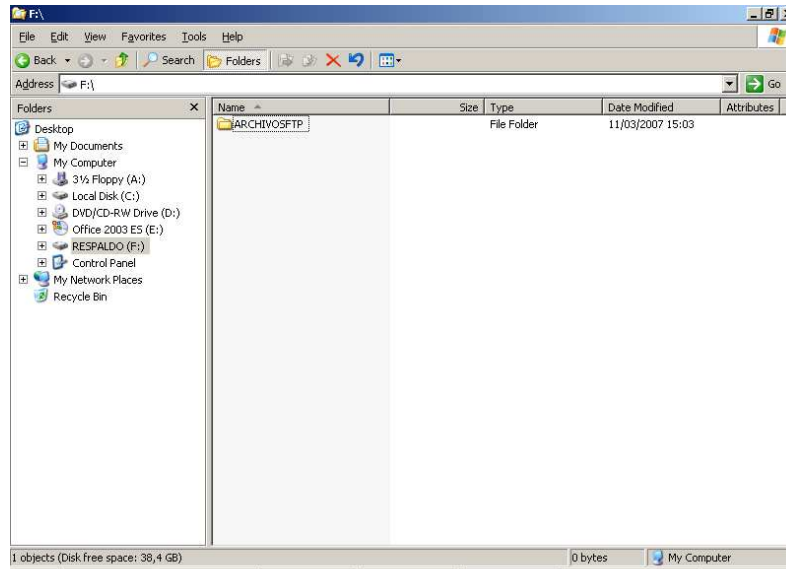 F:\
File Edit View Favorites Tools Help
Back Search Folders
Address F:\ Go
Folders x Name Size Type Date Modified Attributes
Desktop
My Documents
My Computer
3½ Floppy (A:)
Local Disk (C:)
DVD/CD-RW Drive (D:)
Office 2003 ES (E:)
RESPALDO (F:)
Control Panel
My Network Places
Recycle Bin
ARCHIVOSFTP File Folder 11/03/2007 15:03
1 objects (Disk free space: 38,4 GB) 0 bytes My Computer